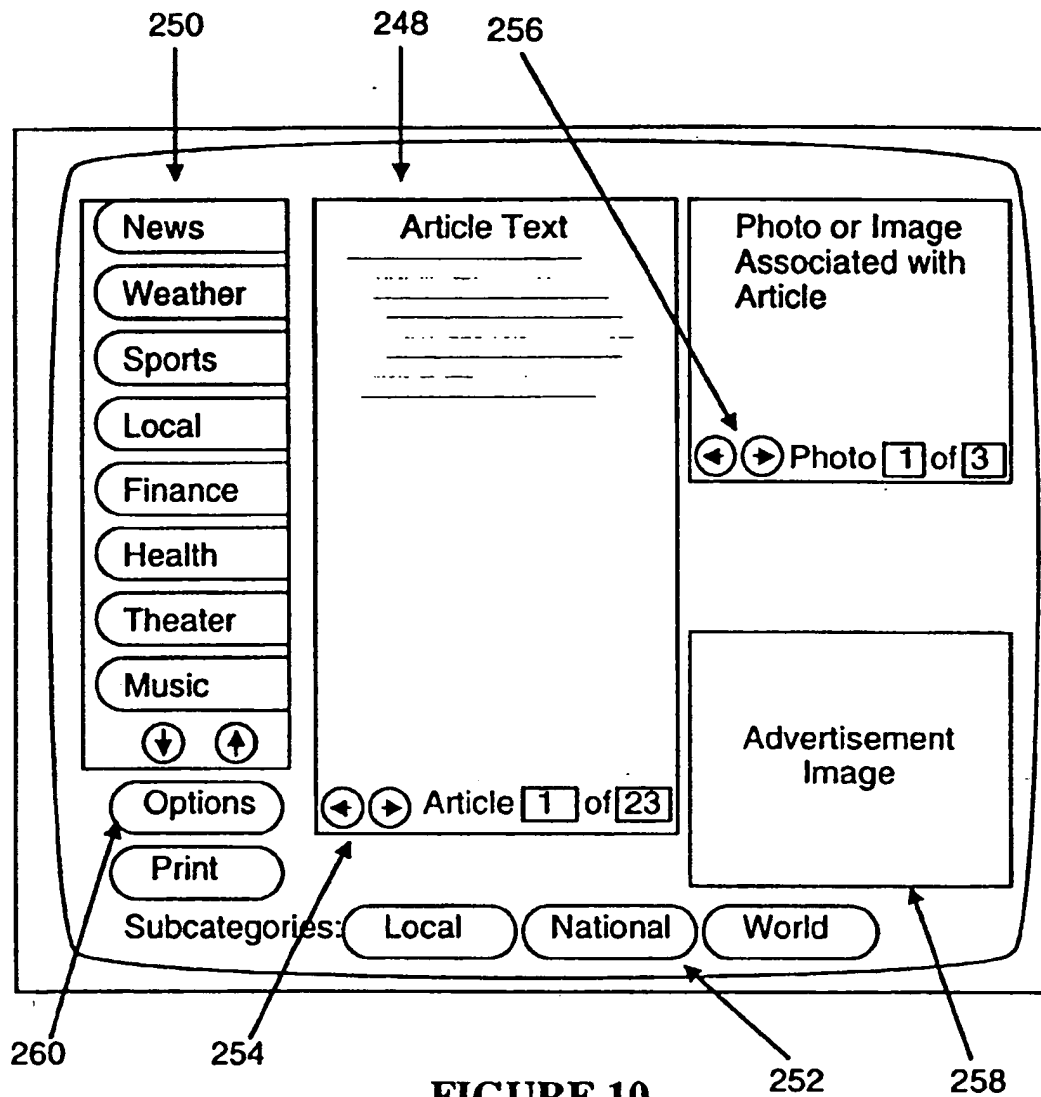 250
248
256
News
Weather
Sports
Local
Finance
Health
Theater
Music
Options
Print
Article Text
Article 1 of 23
Photo or Image
Associated with
Article
Photo 1 of 3
Advertisement
Image
Subcategories: Local National World
260
254
252
258
FIGURE 10